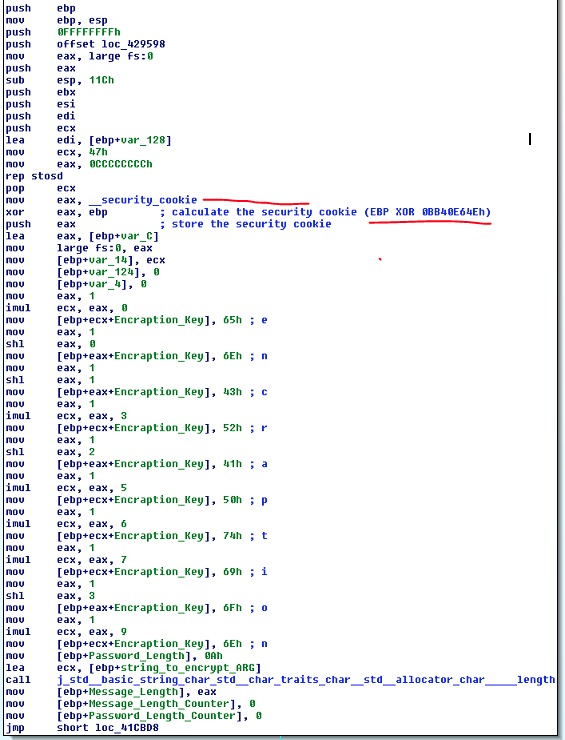 push ebp
mov ebp, esp
push 0FFFFFFFFh
push offset loc_429598
mov eax, large fs:0
push eax
sub esp, 11Ch
push ebx
push esi
push edi
push ecx
lea edi, [ebp+var_128]
mov ecx, 47h
mov eax, 0CCCCCCCCh
rep stosd
pop ecx
mov eax, __security_cookie
xor eax, ebp ; calculate the security cookie (EBP XOR 0BB40E64Eh)
push eax ; store the security cookie
lea eax, [ebp+var_C]
mov large fs:0, eax
mov [ebp+var_14], ecx
mov [ebp+var_124], 0
mov [ebp+var_4], 0
mov eax, 1
imul ecx, eax, 0
mov [ebp+ecx+Encraption_Key], 65h ; e
mov eax, 1
shl eax, 0
mov [ebp+eax+Encraption_Key], 6Eh ; n
mov eax, 1
shl eax, 1
mov [ebp+eax+Encraption_Key], 43h ; c
mov eax, 1
imul ecx, eax, 3
mov [ebp+ecx+Encraption_Key], 52h ; r
mov eax, 1
shl eax, 2
mov [ebp+eax+Encraption_Key], 41h ; a
mov eax, 1
imul ecx, eax, 5
mov [ebp+ecx+Encraption_Key], 50h ; p
mov eax, 1
imul ecx, eax, 6
mov [ebp+ecx+Encraption_Key], 74h ; t
mov eax, 1
imul ecx, eax, 7
mov [ebp+ecx+Encraption_Key], 69h ; i
mov eax, 1
shl eax, 3
mov [ebp+eax+Encraption_Key], 6Fh ; o
mov eax, 1
imul ecx, eax, 9
mov [ebp+ecx+Encraption_Key], 6Eh ; n
mov [ebp+Password_Length], 0Ah
lea ecx, [ebp+string_to_encrypt_ARG]
call j_std__basic_string_char_std__char_traits_char__std__allocator_char_____length
mov [ebp+Message_Length], eax
mov [ebp+Message_Length_Counter], 0
mov [ebp+Password_Length_Counter], 0
jmp short loc_41CBD8